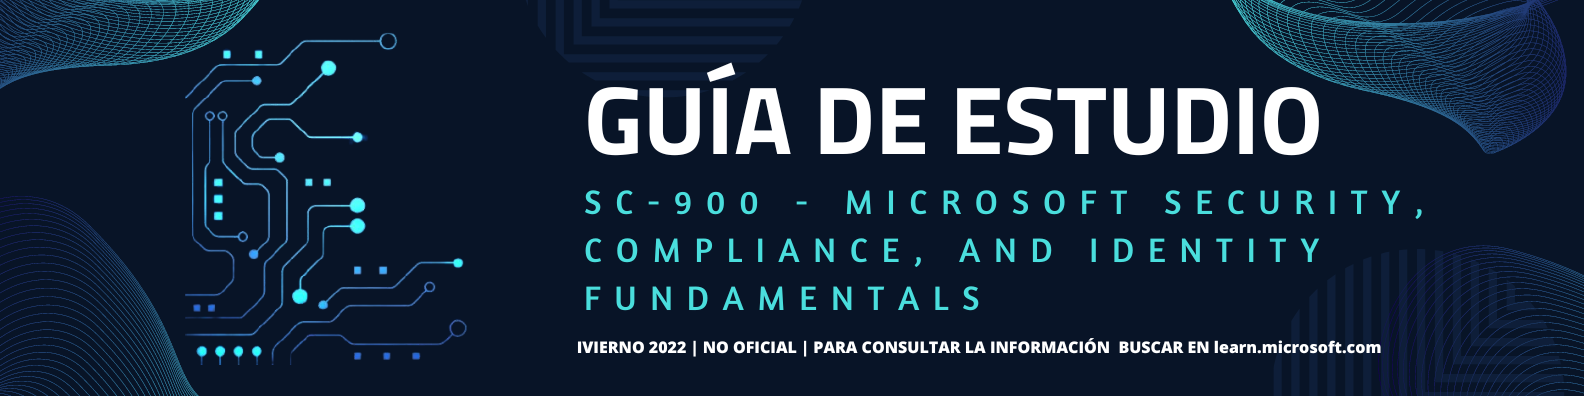 GUÍA DE ESTUDIO
SC-900 - MICROSOFT SECURITY,
COMPLIANCE, AND IDENTITY
FUNDAMENTALS
IVIERNO 2022 | NO OFICIAL | PARA CONSULTAR LA INFORMACIÓN BUSCAR EN learn.microsoft.com